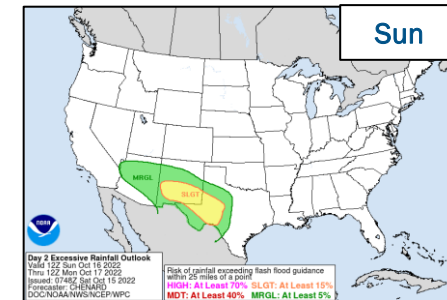 Sun
MRGL
SLGT
noaa
Day 2 Excessive Rainfall Outlook
Valid 12Z Sun Oct 16 2022
Thru 12Z Mon Oct 17 2022
Issued: 0748Z Sat Oct 15 2022
Forecaster: CHENARD
DOC/NOAA/NWS/NCEP/WPC
Risk of rainfall exceeding flash flood guidance
within 25 miles of a point.
HIGH: At Least 70% SLGT: At Least 15%
MDT: At Least 40% MRGL: At Least 5%